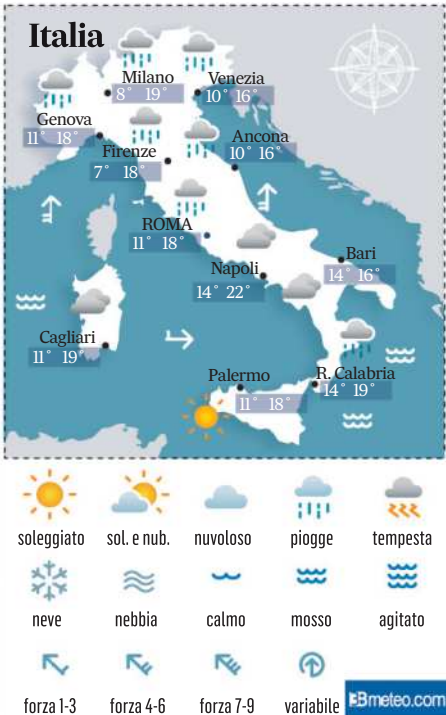 Italia
Milano
8° 19°
Venezia
10° 16°
Genova
11° 18°
Firenze
7° 18°
Ancona
10° 16°
ROMA
11° 18°
Napoli
14° 22°
Bari
14° 16°
Cagliari
11° 19°
Palermo
11° 18°
R. Calabria
14° 19°
soleggiato sol. e nub. nuvoloso piogge tempesta
neve nebbia calmo mosso agitato
forza 1-3 forza 4-6 forza 7-9 variabile
3Bmeteo.com